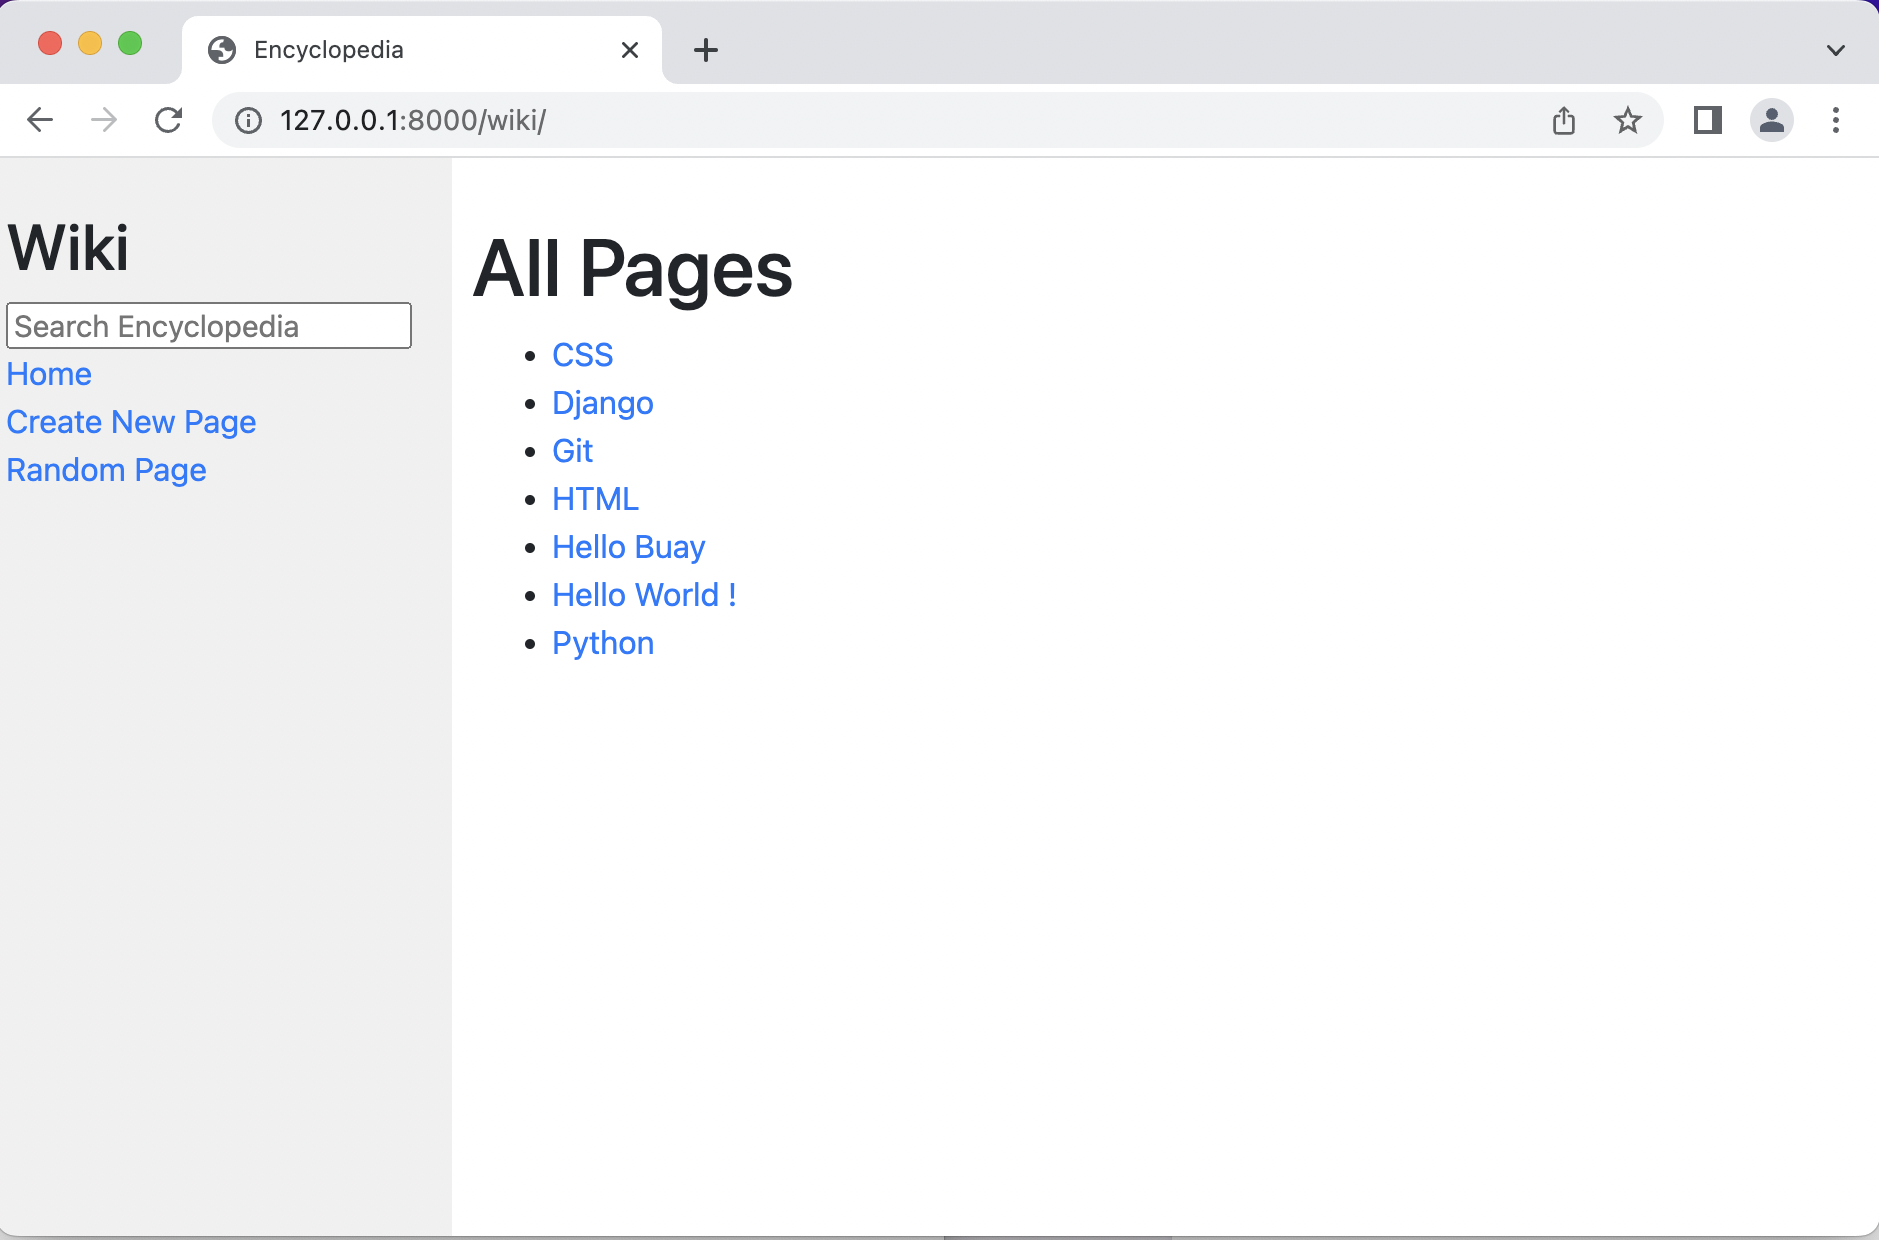 Encyclopedia
127.0.0.1:8000/wiki/
Wiki
Search Encyclopedia
Home
Create New Page
Random Page
All Pages
CSS
Django
Git
HTML
Hello Buay
Hello World !
Python